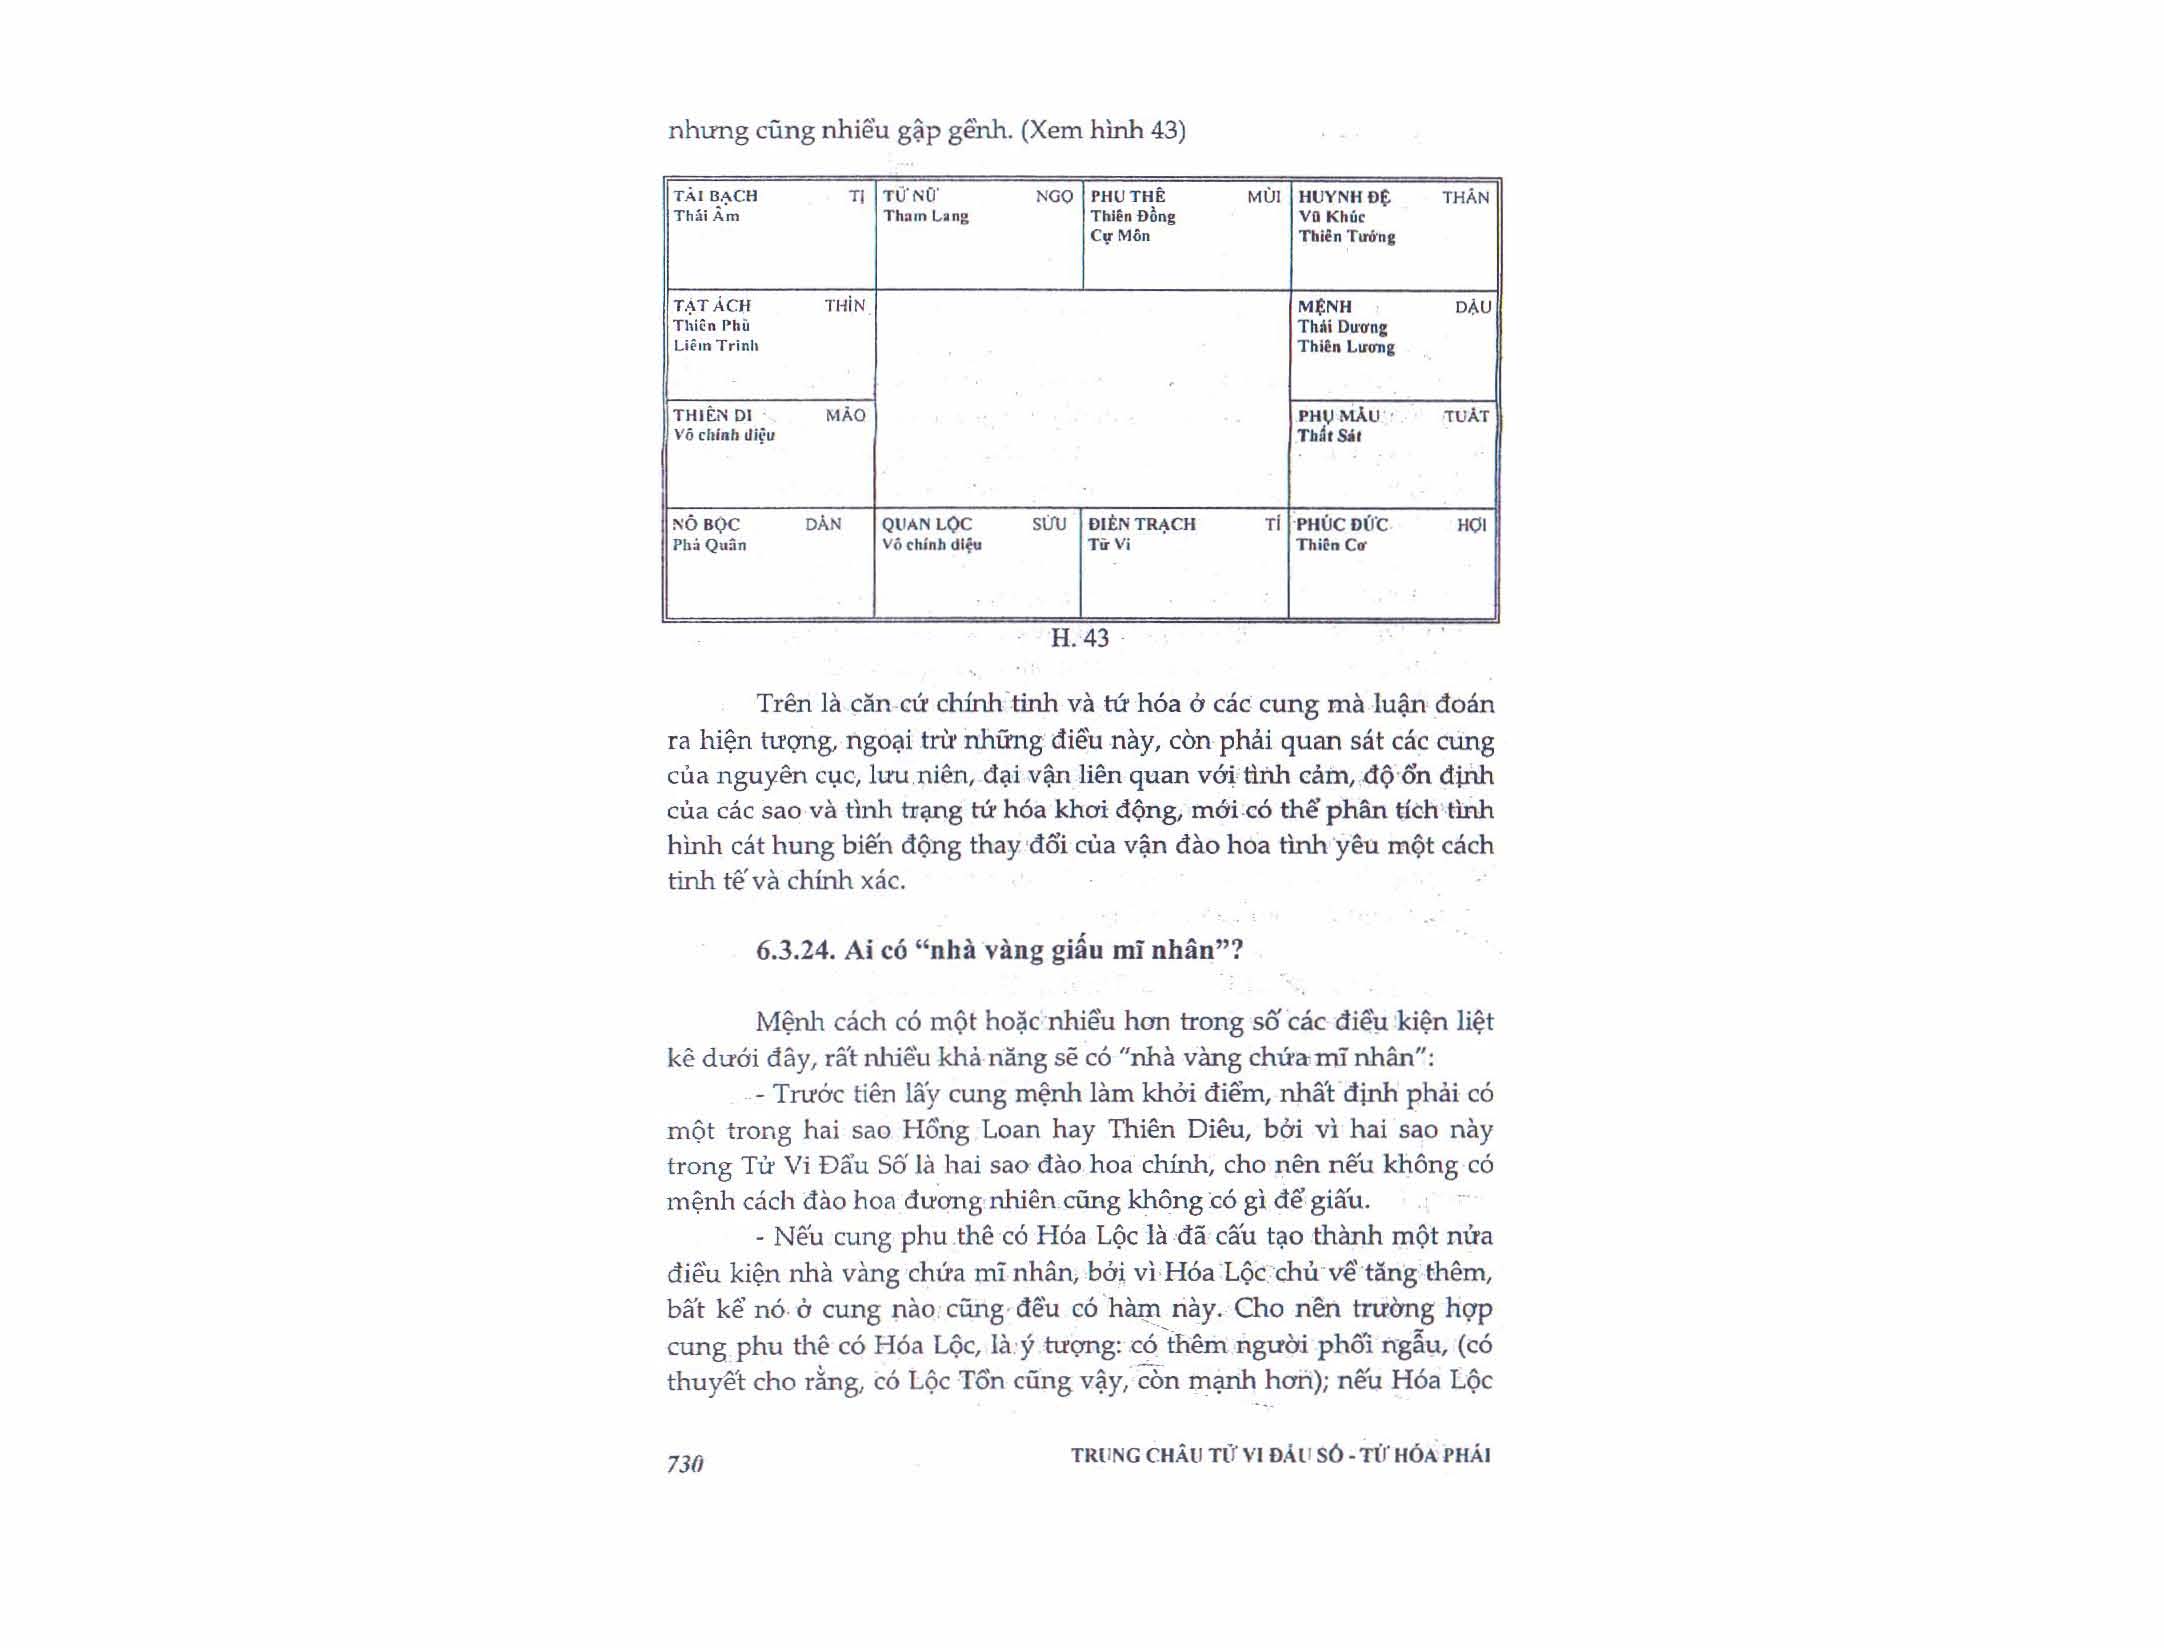 nhưng cũng nhiều gập gềnh. (Xem hình 43)
TÀI BẠCH TỊ TỬ NỮ NGỌ PHU THÊ MÙI HUYNH ĐỆ THÂN
Thái Âm Tham Lang Thiên Đồng Vũ Khúc
Cự Môn Thiên Tướng
TẬT ÁCH THÌN MỆNH DẬU
Thiên Phủ Thái Dương
Liêm Trinh Thiên Lương
THIÊN DI MÃO PHỤ MẪU TUẤT
Vô chính diệu Thất Sát
NÔ BỘC DẦN QUAN LỘC SỬU ĐIỀN TRẠCH TÍ PHÚC ĐỨC HỢI
Phá Quân Vô chính diệu Tử Vi Thiên Cơ
H. 43
Trên là căn cứ chính tinh và tứ hóa ở các cung mà luận đoán
ra hiện tượng, ngoại trừ những điều này, còn phải quan sát các cung
của nguyên cục, lưu niên, đại vận liên quan với tình cảm, độ ổn định
của các sao và tình trạng tứ hóa khơi động, mới có thể phân tích tình
hình cát hung biến động thay đổi của vận đào hoa tình yêu một cách
tinh tế và chính xác.
6.3.24. Ai có “nhà vàng giấu mĩ nhân”?
Mệnh cách có một hoặc nhiều hơn trong số các điều kiện liệt
kê dưới đây, rất nhiều khả năng sẽ có “nhà vàng chứa mĩ nhân”:
- Trước tiên lấy cung mệnh làm khởi điểm, nhất định phải có
một trong hai sao Hồng Loan hay Thiên Diêu, bởi vì hai sao này
trong Tử Vi Đẩu Số là hai sao đào hoa chính, cho nên nếu không có
mệnh cách đào hoa đương nhiên cũng không có gì để giấu.
- Nếu cung phu thê có Hóa Lộc là đã cấu tạo thành một nửa
điều kiện nhà vàng chứa mĩ nhân, bởi vì Hóa Lộc chủ về tăng thêm,
bất kể nó ở cung nào cũng đều có hàm này. Cho nên trường hợp
cung phu thê có Hóa Lộc, là ý tượng: có thêm người phối ngẫu, (có
thuyết cho rằng, có Lộc Tồn cũng vậy, còn mạnh hơn); nếu Hóa Lộc
730 TRUNG CHÂU TỬ VI ĐẨU SỐ - TỨ HÓA PHÁI